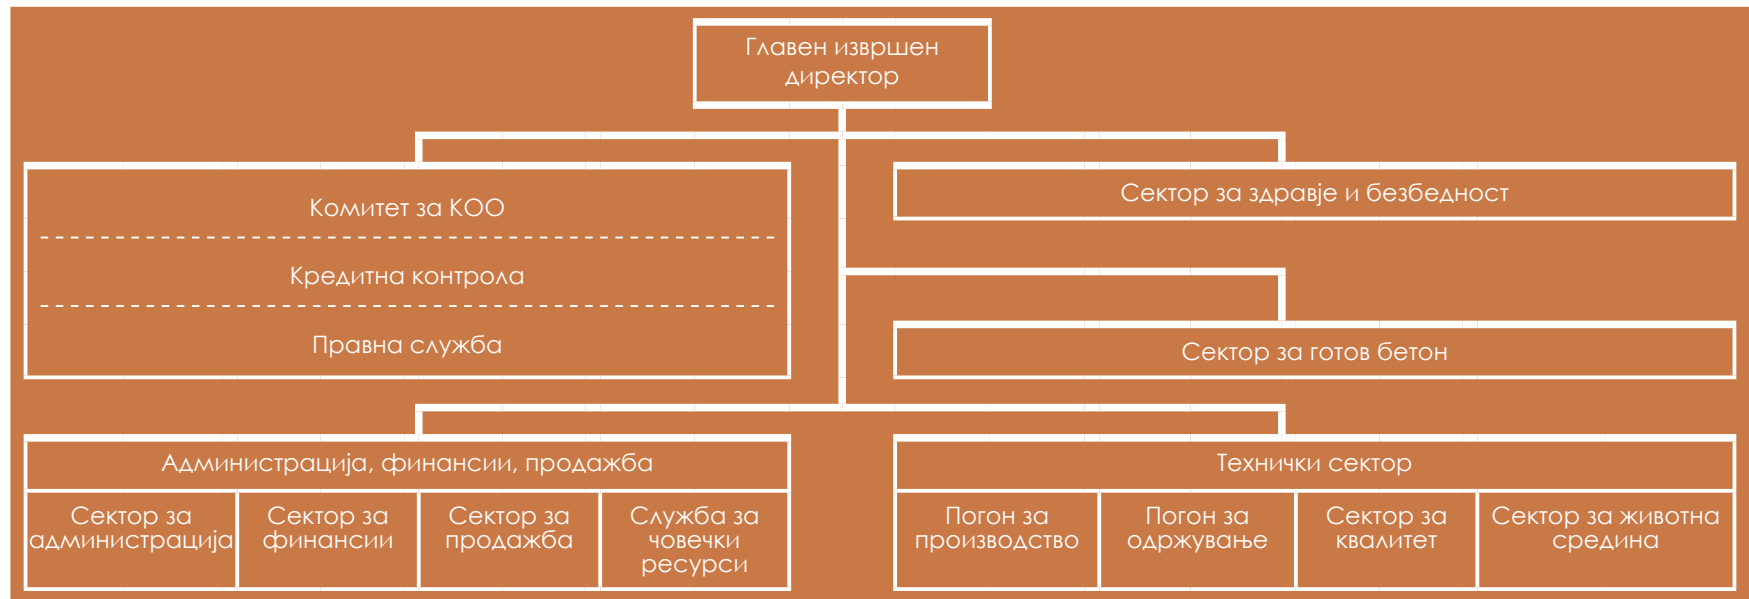 Главен извршен
директор
Комитет за КОО
Кредитна контрола
Правна служба
Сектор за здравје и безбедност
Сектор за готов бетон
Администрација, финансии, продажба
Сектор за
администрација
Сектор за
финансии
Сектор за
продажба
Служба за
човечки
ресурси
Технички сектор
Погон за
производство
Погон за
одржување
Сектор за
квалитет
Сектор за животна
средина